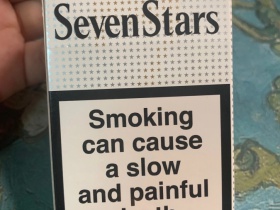 SevenStars
Smoking
can cause
a slow
and painful